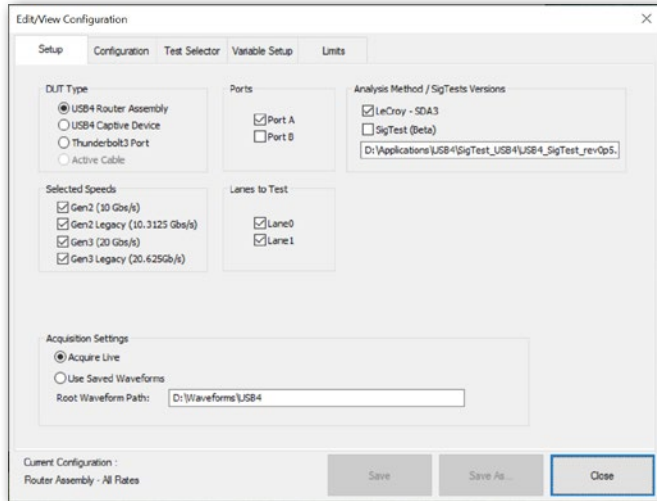 Edit/View Configuration
Setup
Configuration
Test Selector
Variable Setup
Limits
DUT Type
USB4 Router Assembly
USB4 Captive Device
Thunderbolt3 Port
Active Cable
Ports
Port A
Port B
Analysis Method / SigTests Versions
LeCroy - SDA3
SigTest (Beta)
D:\Applications\USB4\SigTest_USB4\USB4_SigTest_rev0p5.
Selected Speeds
Gen2 (10 Gbs/s)
Gen2 Legacy (10.3125 Gbs/s)
Gen3 (20 Gbs/s)
Gen3 Legacy (20.625Gb/s)
Lanes to Test
Lane0
Lane1
Acquisition Settings
Acquire Live
Use Saved Waveforms
Root Waveform Path:
D:\Waveforms\USB4
Current Configuration :
Router Assembly - All Rates
Save
Save As...
Close